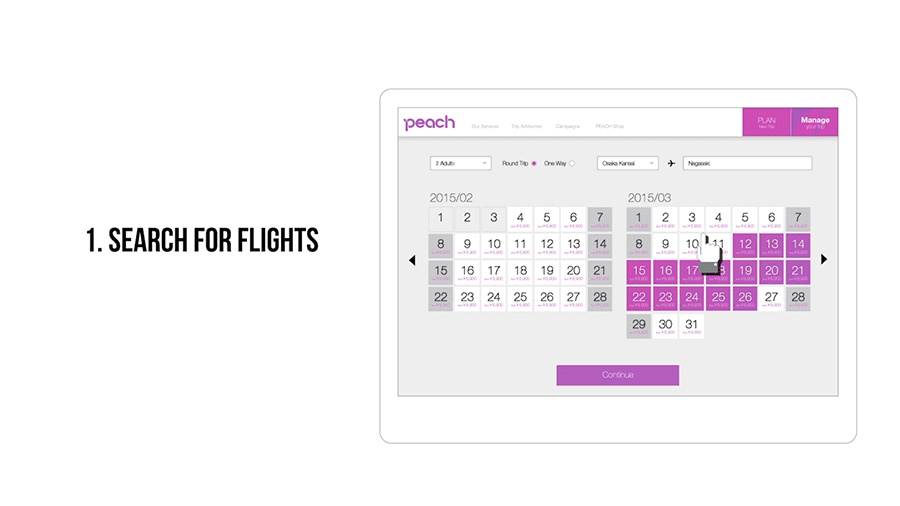 1. SEARCH FOR FLIGHTS
peach
Our Services Trip Advisories Campaigns PEACH Shop
PLAN
New Trip
Manage
your trip
2 Adults
Round Trip
One Way
Osaka Kansai
Nagasaki
2015/02
1 2 3 4 5 6 7
8 9 10 11 12 13 14
15 16 17 18 19 20 21
22 23 24 25 26 27 28
2015/03
1 2 3 4 5 6 7
8 9 10 11 12 13 14
15 16 17 18 19 20 21
22 23 24 25 26 27 28
29 30 31
Continue